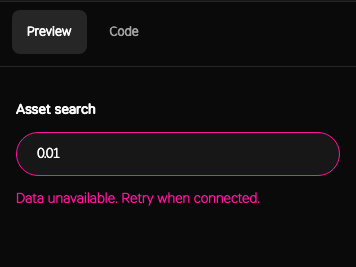 Preview Code
Asset search
0.01
Data unavailable. Retry when connected.